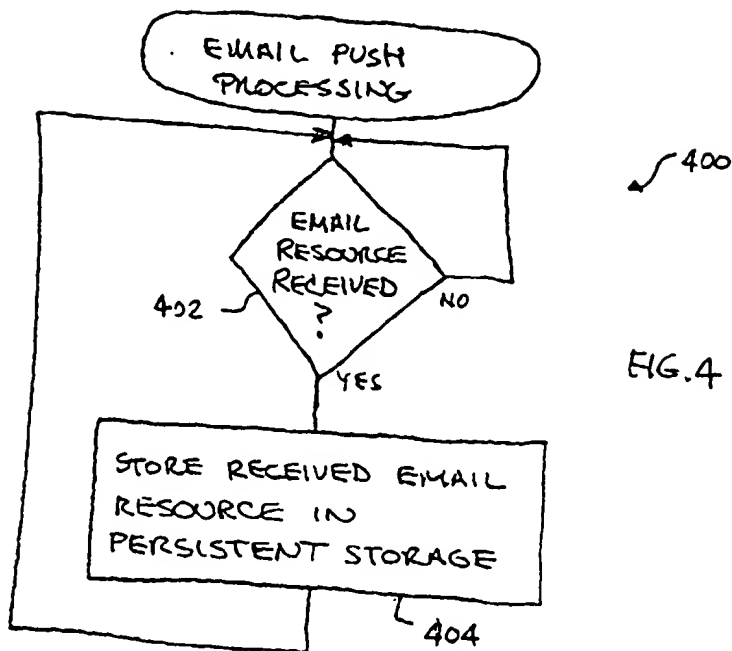 EMAIL PUSH
PROCESSING
400
EMAIL
RESOURCE
RECEIVED
?
402
NO
YES
FIG.4
STORE RECEIVED EMAIL
RESOURCE IN
PERSISTENT STORAGE
404